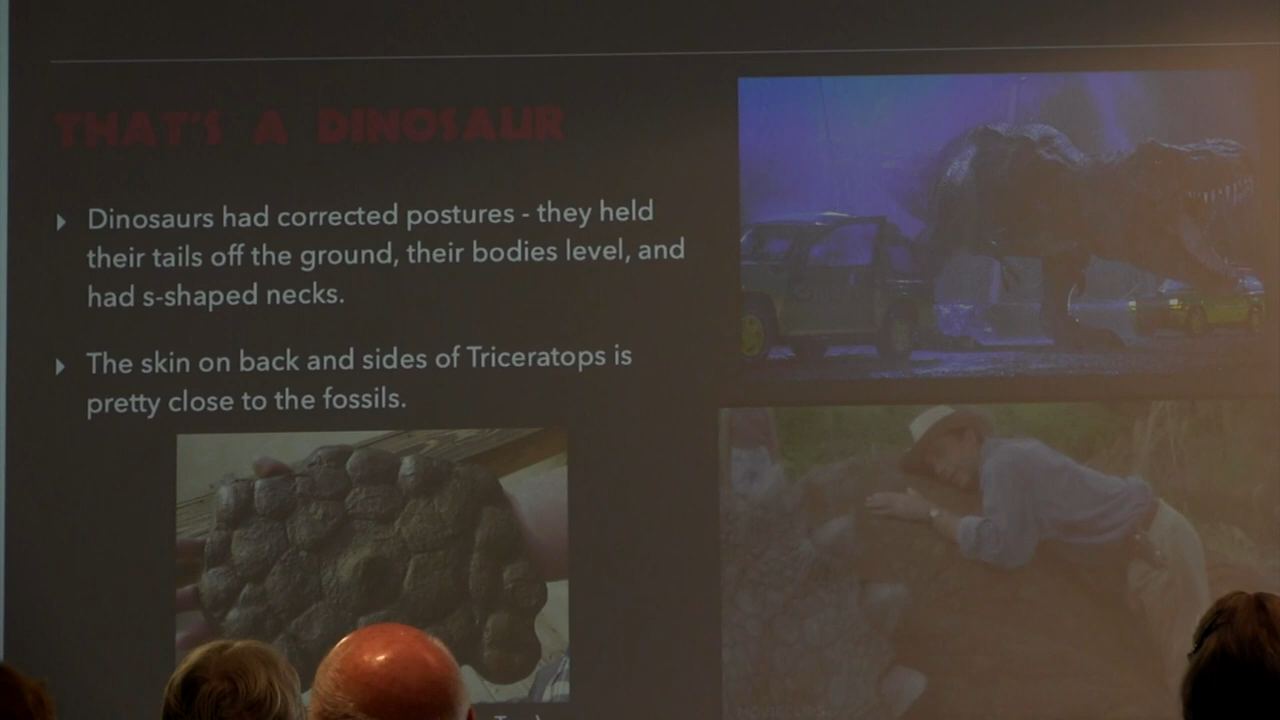 THAT'S A DINOSAUR
Dinosaurs had corrected postures - they held
their tails off the ground, their bodies level, and
had s-shaped necks.
The skin on back and sides of Triceratops is
pretty close to the fossils.